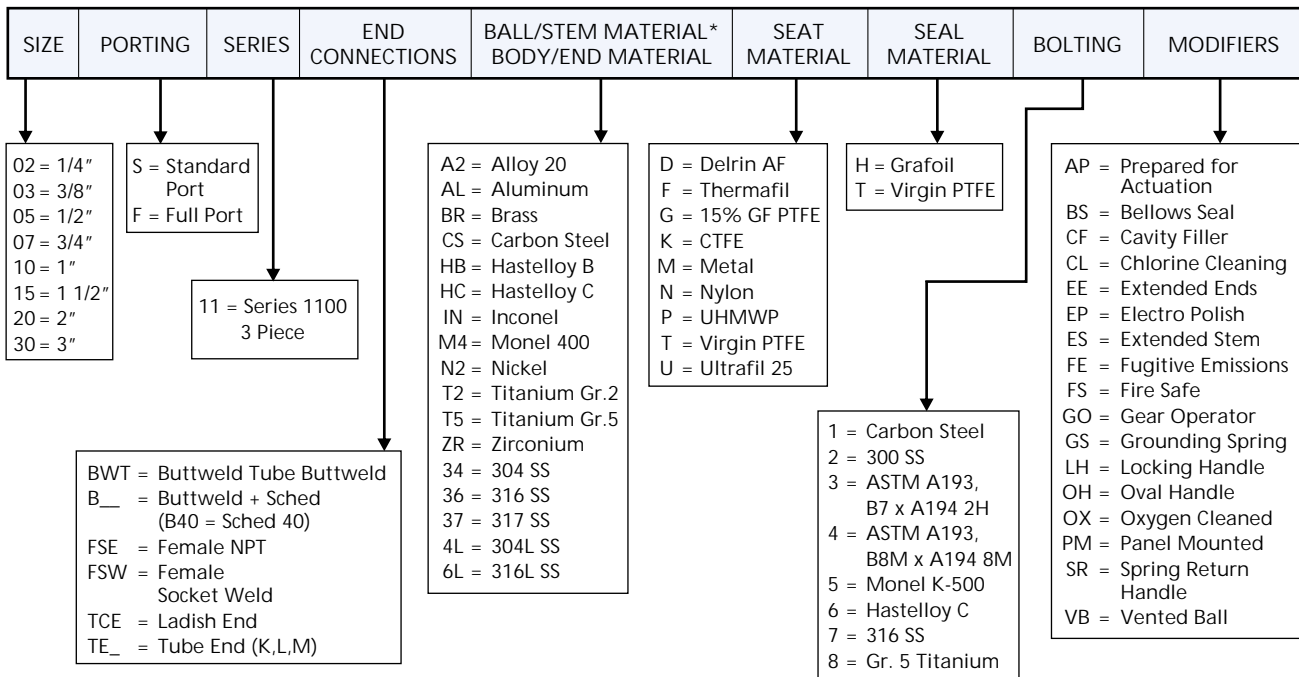 SIZE
PORTING
SERIES
END
CONNECTIONS
BALL/STEM MATERIAL*
BODY/END MATERIAL
SEAT
MATERIAL
SEAL
MATERIAL
BOLTING
MODIFIERS
02 = 1/4"
03 = 3/8"
05 = 1/2"
07 = 3/4"
10 = 1"
15 = 1 1/2"
20 = 2"
30 = 3"
S = Standard
Port
F = Full Port
11 = Series 1100
3 Piece
BWT = Buttweld Tube Buttweld
B__ = Buttweld + Sched
(B40 = Sched 40)
FSE = Female NPT
FSW = Female
Socket Weld
TCE = Ladish End
TE_ = Tube End (K,L,M)
A2 = Alloy 20
AL = Aluminum
BR = Brass
CS = Carbon Steel
HB = Hastelloy B
HC = Hastelloy C
IN = Inconel
M4 = Monel 400
N2 = Nickel
T2 = Titanium Gr.2
T5 = Titanium Gr.5
ZR = Zirconium
34 = 304 SS
36 = 316 SS
37 = 317 SS
4L = 304L SS
6L = 316L SS
D = Delrin AF
F = Thermafil
G = 15% GF PTFE
K = CTFE
M = Metal
N = Nylon
P = UHMWP
T = Virgin PTFE
U = Ultrafil 25
H = Grafoil
T = Virgin PTFE
1 = Carbon Steel
2 = 300 SS
3 = ASTM A193,
B7 x A194 2H
4 = ASTM A193,
B8M x A194 8M
5 = Monel K-500
6 = Hastelloy C
7 = 316 SS
8 = Gr. 5 Titanium
AP = Prepared for
Actuation
BS = Bellows Seal
CF = Cavity Filler
CL = Chlorine Cleaning
EE = Extended Ends
EP = Electro Polish
ES = Extended Stem
FE = Fugitive Emissions
FS = Fire Safe
GO = Gear Operator
GS = Grounding Spring
LH = Locking Handle
OH = Oval Handle
OX = Oxygen Cleaned
PM = Panel Mounted
SR = Spring Return
Handle
VB = Vented Ball